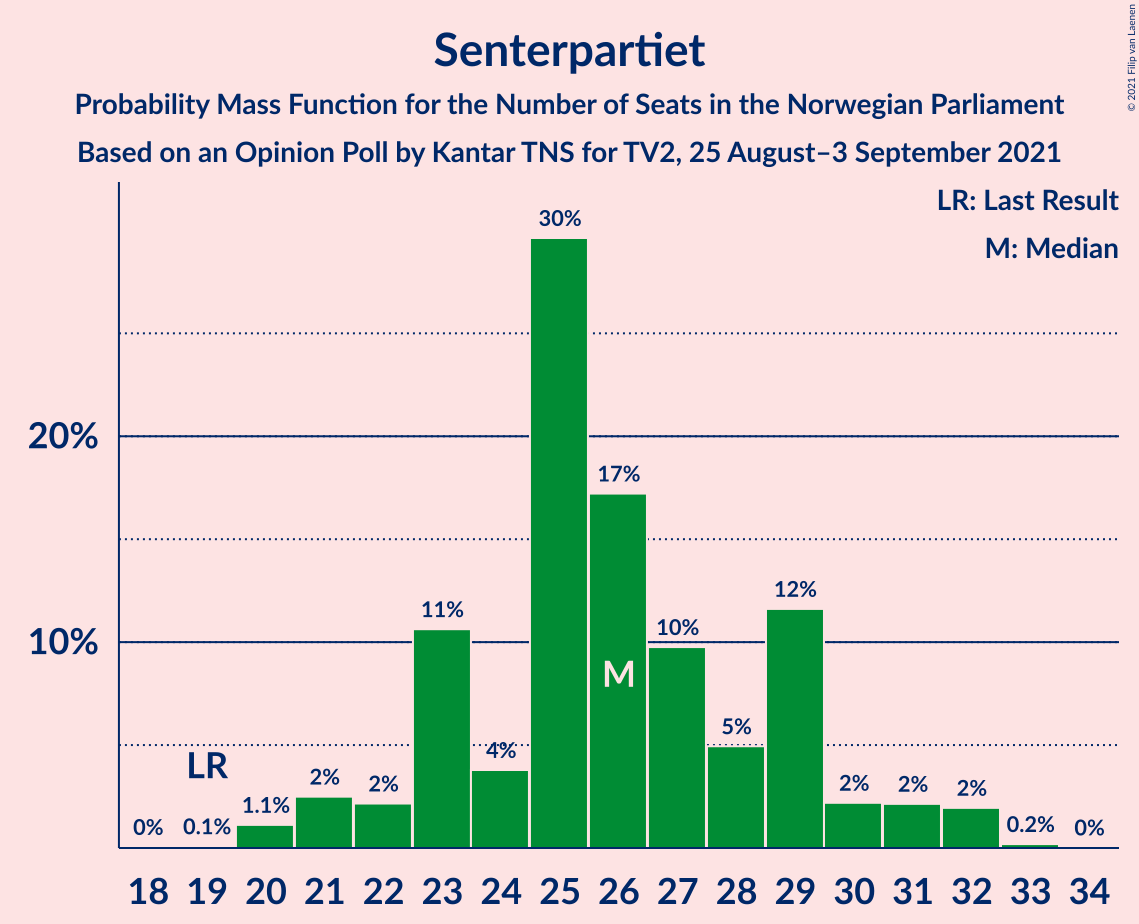 Senterpartiet
Probability Mass Function for the Number of Seats in the Norwegian Parliament
Based on an Opinion Poll by Kantar TNS for TV2, 25 August–3 September 2021
© 2021 Filip van Laenen
LR: Last Result
M: Median
20%
10%
0%
0.1%
1.1%
2%
2%
11%
4%
30%
17%
10%
5%
12%
2%
2%
2%
0.2%
0%
LR
M
18 19 20 21 22 23 24 25 26 27 28 29 30 31 32 33 34